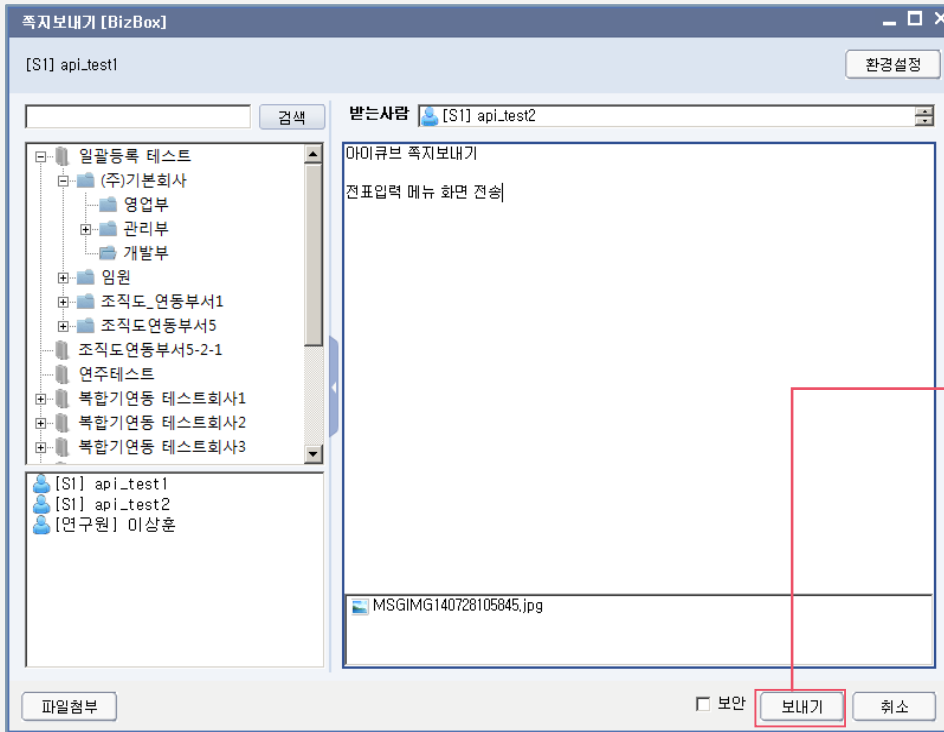 쪽지보내기 [BizBox]
[S1] api_test1
환경설정
검색
받는사람 [S1] api_test2
일괄등록 테스트
(주)기본회사
영업부
관리부
개발부
임원
조직도_연동부서1
조직도연동부서5
조직도연동부서5-2-1
연주테스트
복합기연동 테스트회사1
복합기연동 테스트회사2
복합기연동 테스트회사3
[S1] api_test1
[S1] api_test2
[연구원] 이상훈
아이큐브 쪽지보내기
전표입력 메뉴 화면 전송
MSGIMG140728105845.jpg
파일첨부
보안
보내기
취소